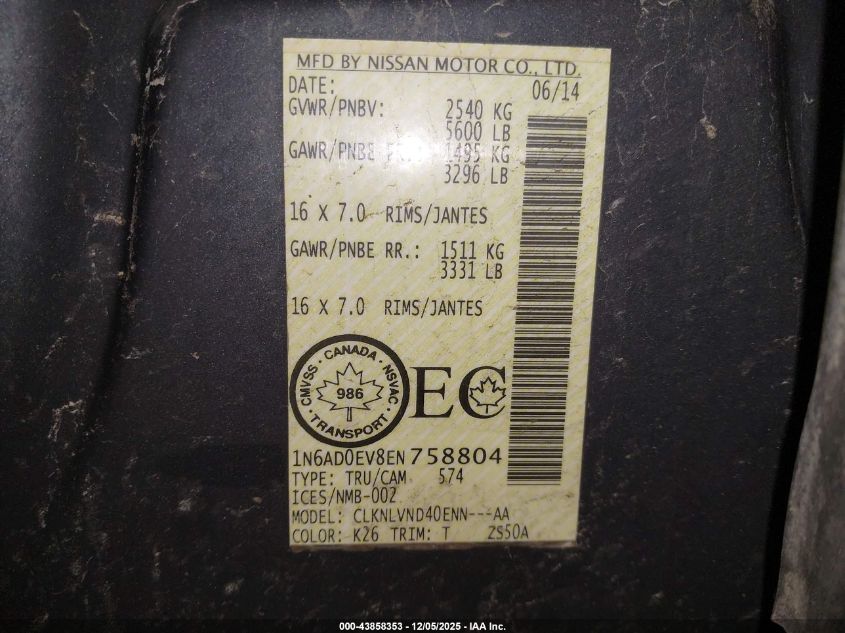 MFD BY NISSAN MOTOR CO., LTD.
DATE: 06/14
GVWR/PNBV: 2540 KG
5600 LB
GAWR/PNBE FR.: 1495 KG
3296 LB
16 X 7.0 RIMS/JANTES
GAWR/PNBE RR.: 1511 KG
3331 LB
16 X 7.0 RIMS/JANTES
CANADA
CMVSS · NSVAC
986
TRANSPORT
EC
1N6AD0EV8EN758804
TYPE: TRU/CAM 574
ICES/NMB-002
MODEL: CLKNLVND40ENN---AA
COLOR: K26 TRIM: T 2S50A
000-43858353 - 12/05/2025 - IAA Inc.